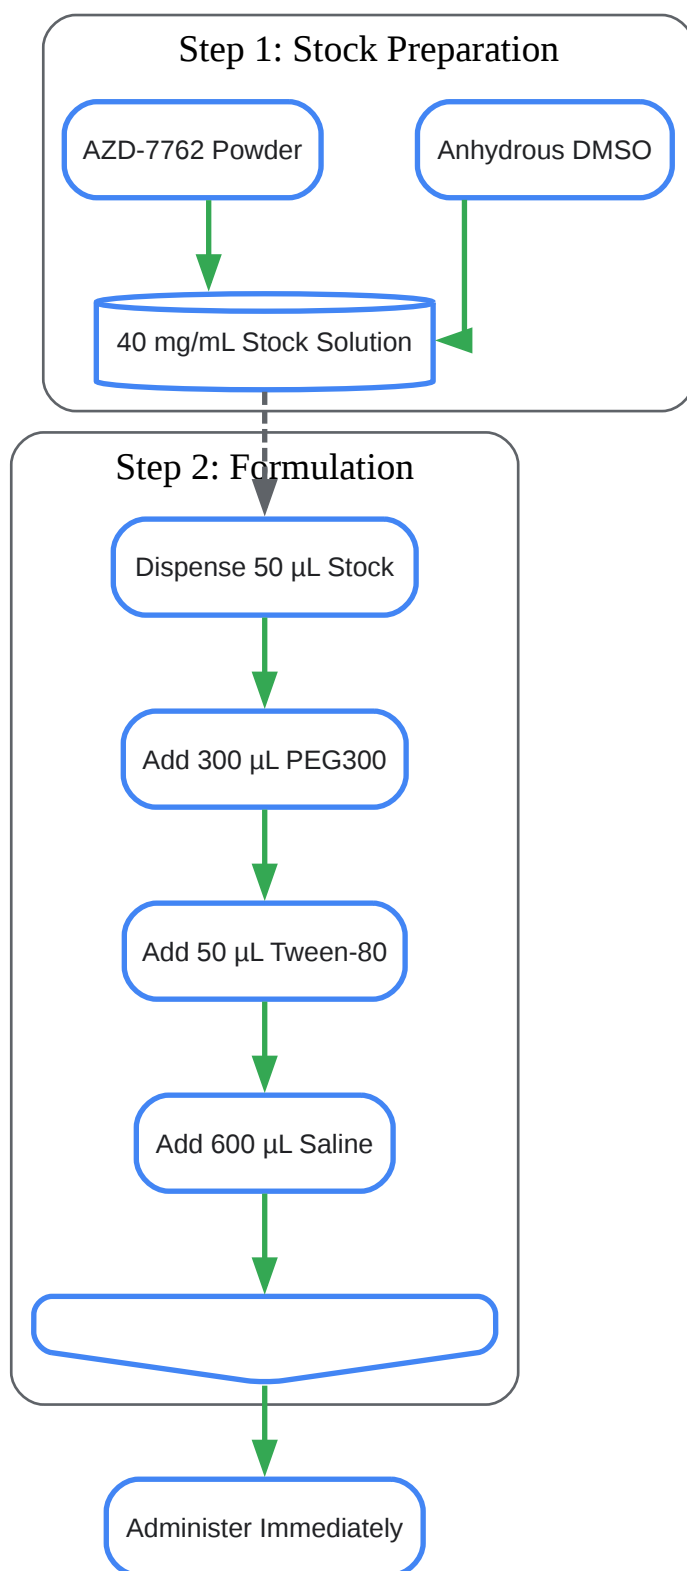 Step 1: Stock Preparation
AZD-7762 Powder
Anhydrous DMSO
40 mg/mL Stock Solution
Step 2: Formulation
Dispense 50 µL Stock
Add 300 µL PEG300
Add 50 µL Tween-80
Add 600 µL Saline
Administer Immediately